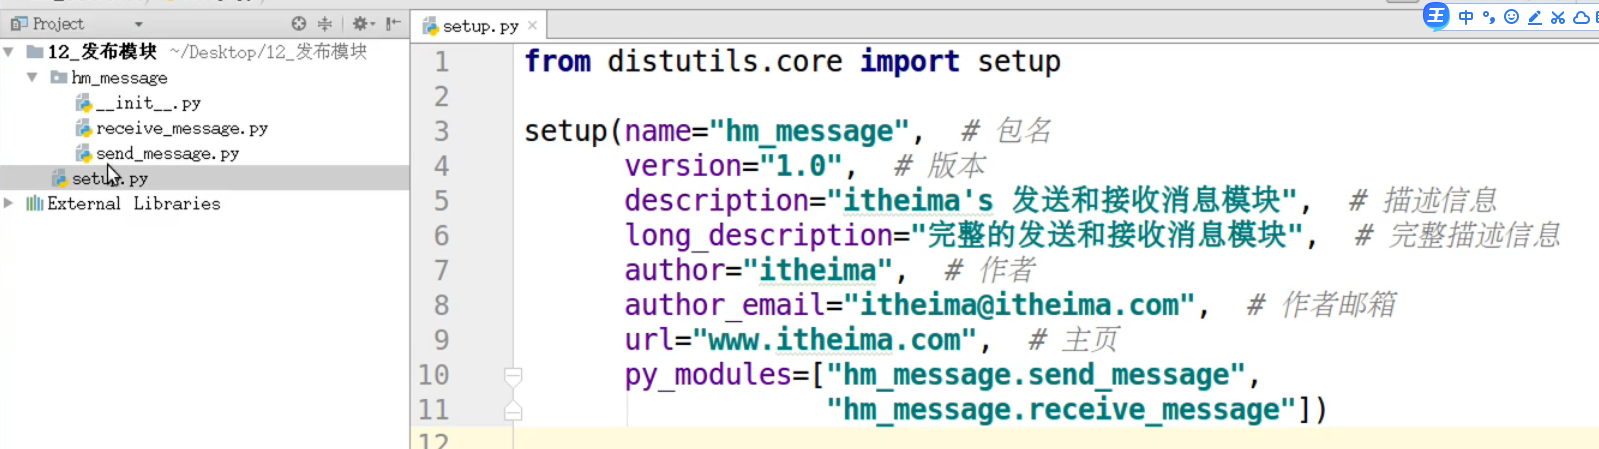 Project
setup.py
王 中
12_发布模块 ~/Desktop/12_发布模块
hm_message
__init__.py
receive_message.py
send_message.py
setup.py
External Libraries
1 from distutils.core import setup
2
3 setup(name="hm_message", # 包名
4 version="1.0", # 版本
5 description="itheima's 发送和接收消息模块", # 描述信息
6 long_description="完整的发送和接收消息模块", # 完整描述信息
7 author="itheima", # 作者
8 author_email="itheima@itheima.com", # 作者邮箱
9 url="www.itheima.com", # 主页
10 py_modules=["hm_message.send_message",
11 "hm_message.receive_message"])
12